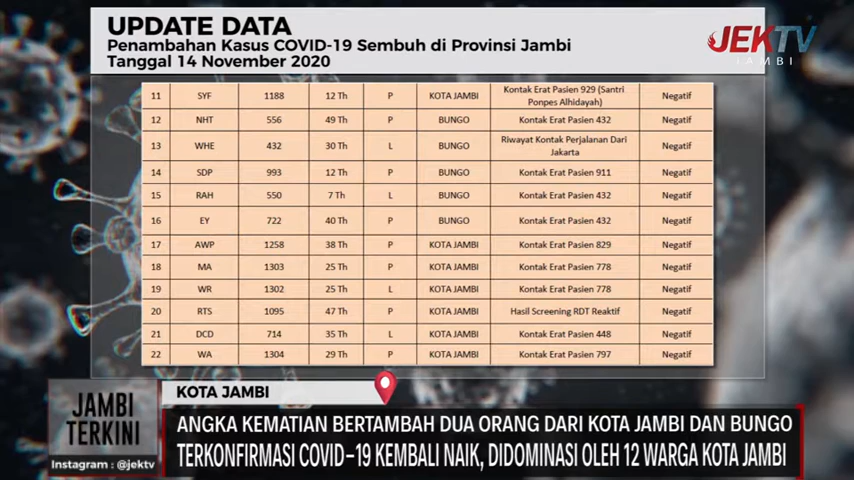 UPDATE DATA
Penambahan Kasus COVID-19 Sembuh di Provinsi Jambi
Tanggal 14 November 2020
JEKTV
JAMBI
11 SYF 1188 12 Th P KOTA JAMBI Kontak Erat Pasien 929 (Santri Ponpes Alhidayah) Negatif
12 NHT 556 49 Th P BUNGO Kontak Erat Pasien 432 Negatif
13 WHE 432 30 Th L BUNGO Riwayat Kontak Perjalanan Dari Jakarta Negatif
14 SDP 993 12 Th P BUNGO Kontak Erat Pasien 911 Negatif
15 RAH 550 7 Th L BUNGO Kontak Erat Pasien 432 Negatif
16 EY 722 40 Th P BUNGO Kontak Erat Pasien 432 Negatif
17 AWP 1258 38 Th P KOTA JAMBI Kontak Erat Pasien 829 Negatif
18 MA 1303 25 Th P KOTA JAMBI Kontak Erat Pasien 778 Negatif
19 WR 1302 25 Th L KOTA JAMBI Kontak Erat Pasien 778 Negatif
20 RTS 1095 47 Th P KOTA JAMBI Hasil Screening RDT Reaktif Negatif
21 DCD 714 35 Th L KOTA JAMBI Kontak Erat Pasien 448 Negatif
22 WA 1304 29 Th P KOTA JAMBI Kontak Erat Pasien 797 Negatif
JAMBI
TERKINI
Instagram : @jektv
KOTA JAMBI
ANGKA KEMATIAN BERTAMBAH DUA ORANG DARI KOTA JAMBI DAN BUNGO
TERKONFIRMASI COVID-19 KEMBALI NAIK, DIDOMINASI OLEH 12 WARGA KOTA JAMBI